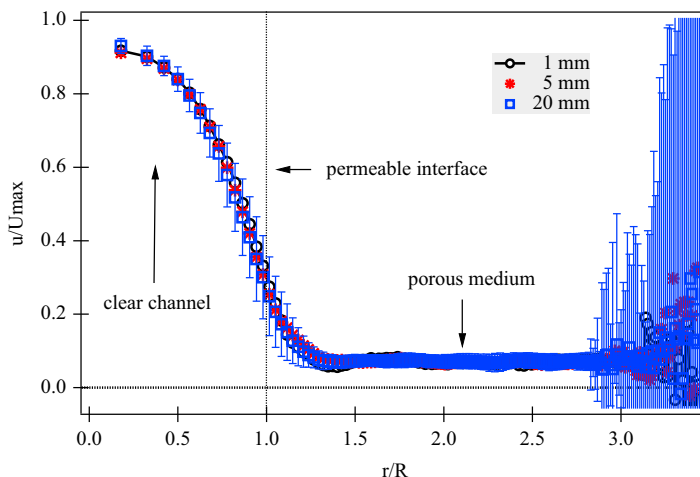 1.0
0.8
0.6
0.4
0.2
0.0
u/Umax
1 mm
5 mm
20 mm
permeable interface
clear channel
porous medium
0.0 0.5 1.0 1.5 2.0 2.5 3.0
r/R